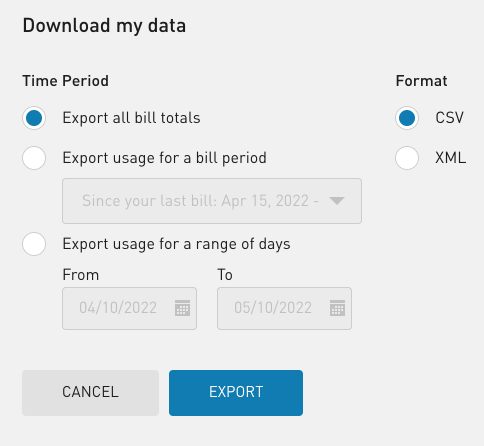 Download my data
Time Period
Format
Export all bill totals
CSV
Export usage for a bill period
XML
Since your last bill: Apr 15, 2022 -
Export usage for a range of days
From
To
04/10/2022
05/10/2022
CANCEL
EXPORT